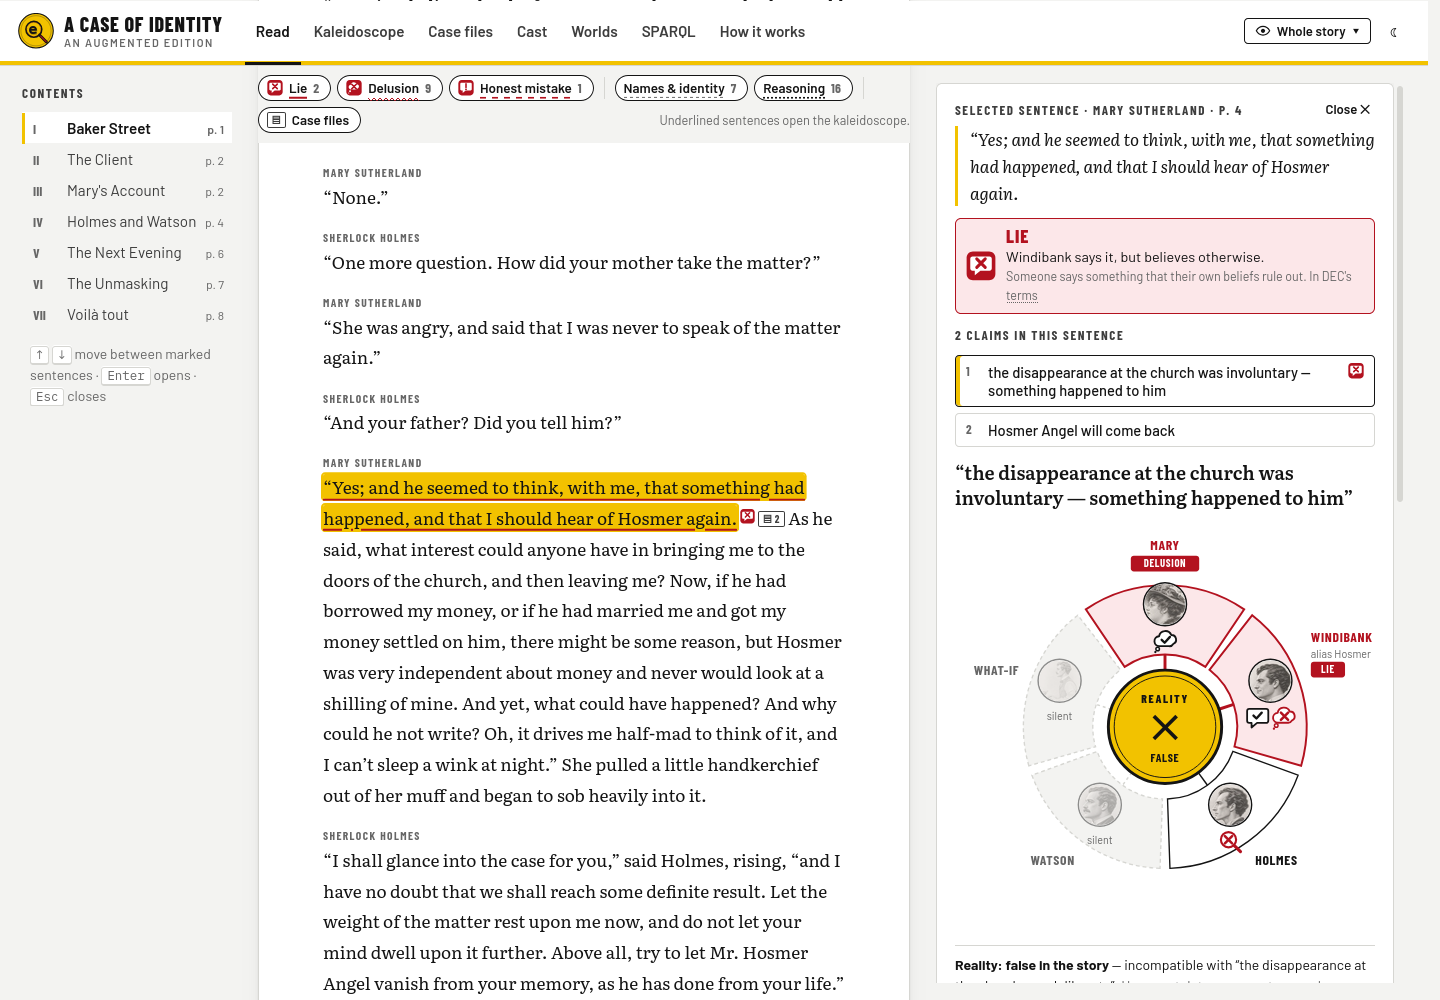 A CASE OF IDENTITY
AN AUGMENTED EDITION
Read Kaleidoscope Case files Cast Worlds SPARQL How it works
Whole story ▾
CONTENTS
I Baker Street p. 1
II The Client p. 2
III Mary's Account p. 2
IV Holmes and Watson p. 4
V The Next Evening p. 6
VI The Unmasking p. 7
VII Voilà tout p. 8
↑ ↓ move between marked
sentences · Enter opens ·
Esc closes
Lie 2 Delusion 9 Honest mistake 1 Names & identity 7 Reasoning 16
Case files Underlined sentences open the kaleidoscope.
MARY SUTHERLAND
“None.”
SHERLOCK HOLMES
“One more question. How did your mother take the matter?”
MARY SUTHERLAND
“She was angry, and said that I was never to speak of the matter
again.”
SHERLOCK HOLMES
“And your father? Did you tell him?”
MARY SUTHERLAND
“Yes; and he seemed to think, with me, that something had
happened, and that I should hear of Hosmer again. 2 As he
said, what interest could anyone have in bringing me to the
doors of the church, and then leaving me? Now, if he had
borrowed my money, or if he had married me and got my
money settled on him, there might be some reason, but Hosmer
was very independent about money and never would look at a
shilling of mine. And yet, what could have happened? And why
could he not write? Oh, it drives me half-mad to think of it, and
I can’t sleep a wink at night.” She pulled a little handkerchief
out of her muff and began to sob heavily into it.
SHERLOCK HOLMES
“I shall glance into the case for you,” said Holmes, rising, “and I
have no doubt that we shall reach some definite result. Let the
weight of the matter rest upon me now, and do not let your
mind dwell upon it further. Above all, try to let Mr. Hosmer
Angel vanish from your memory, as he has done from your life.”
SELECTED SENTENCE · MARY SUTHERLAND · P. 4
Close ✕
“Yes; and he seemed to think, with me, that something
had happened, and that I should hear of Hosmer
again.
LIE
Windibank says it, but believes otherwise.
Someone says something that their own beliefs rule out. In DEC's
terms
2 CLAIMS IN THIS SENTENCE
1 the disappearance at the church was involuntary —
something happened to him
2 Hosmer Angel will come back
“the disappearance at the church was
involuntary — something happened to him”
MARY
DELUSION
WINDIBANK
alias Hosmer
LIE
WHAT-IF
silent
REALITY
FALSE
silent
WATSON
HOLMES
Reality: false in the story — incompatible with “the disappearance at